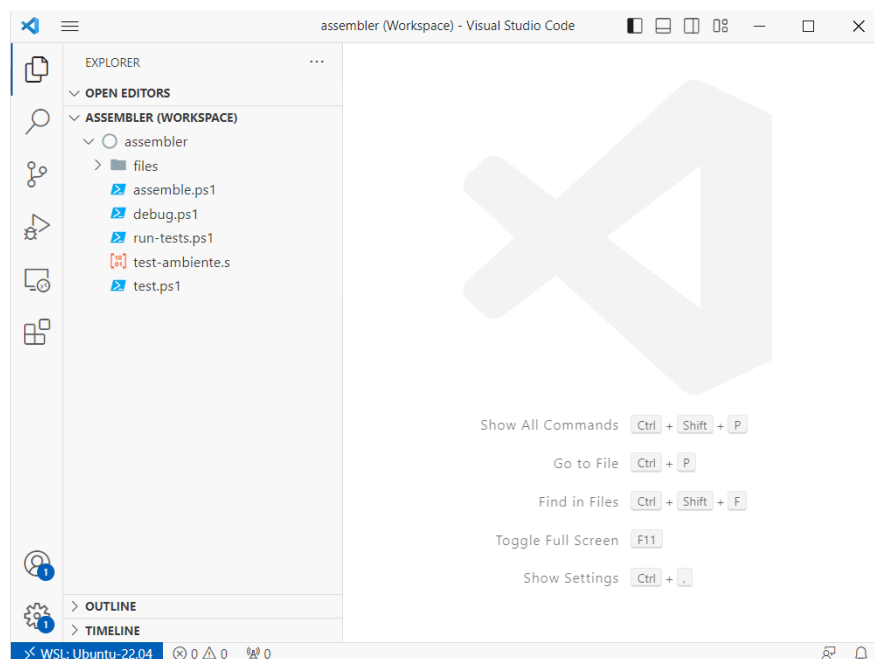 assembler (Workspace) - Visual Studio Code
EXPLORER
OPEN EDITORS
ASSEMBLER (WORKSPACE)
assembler
files
assemble.ps1
debug.ps1
run-tests.ps1
test-ambiente.s
test.ps1
Show All Commands Ctrl + Shift + P
Go to File Ctrl + P
Find in Files Ctrl + Shift + F
Toggle Full Screen F11
Show Settings Ctrl + ,
1
1
OUTLINE
TIMELINE
WSL: Ubuntu-22.04 0 0 0